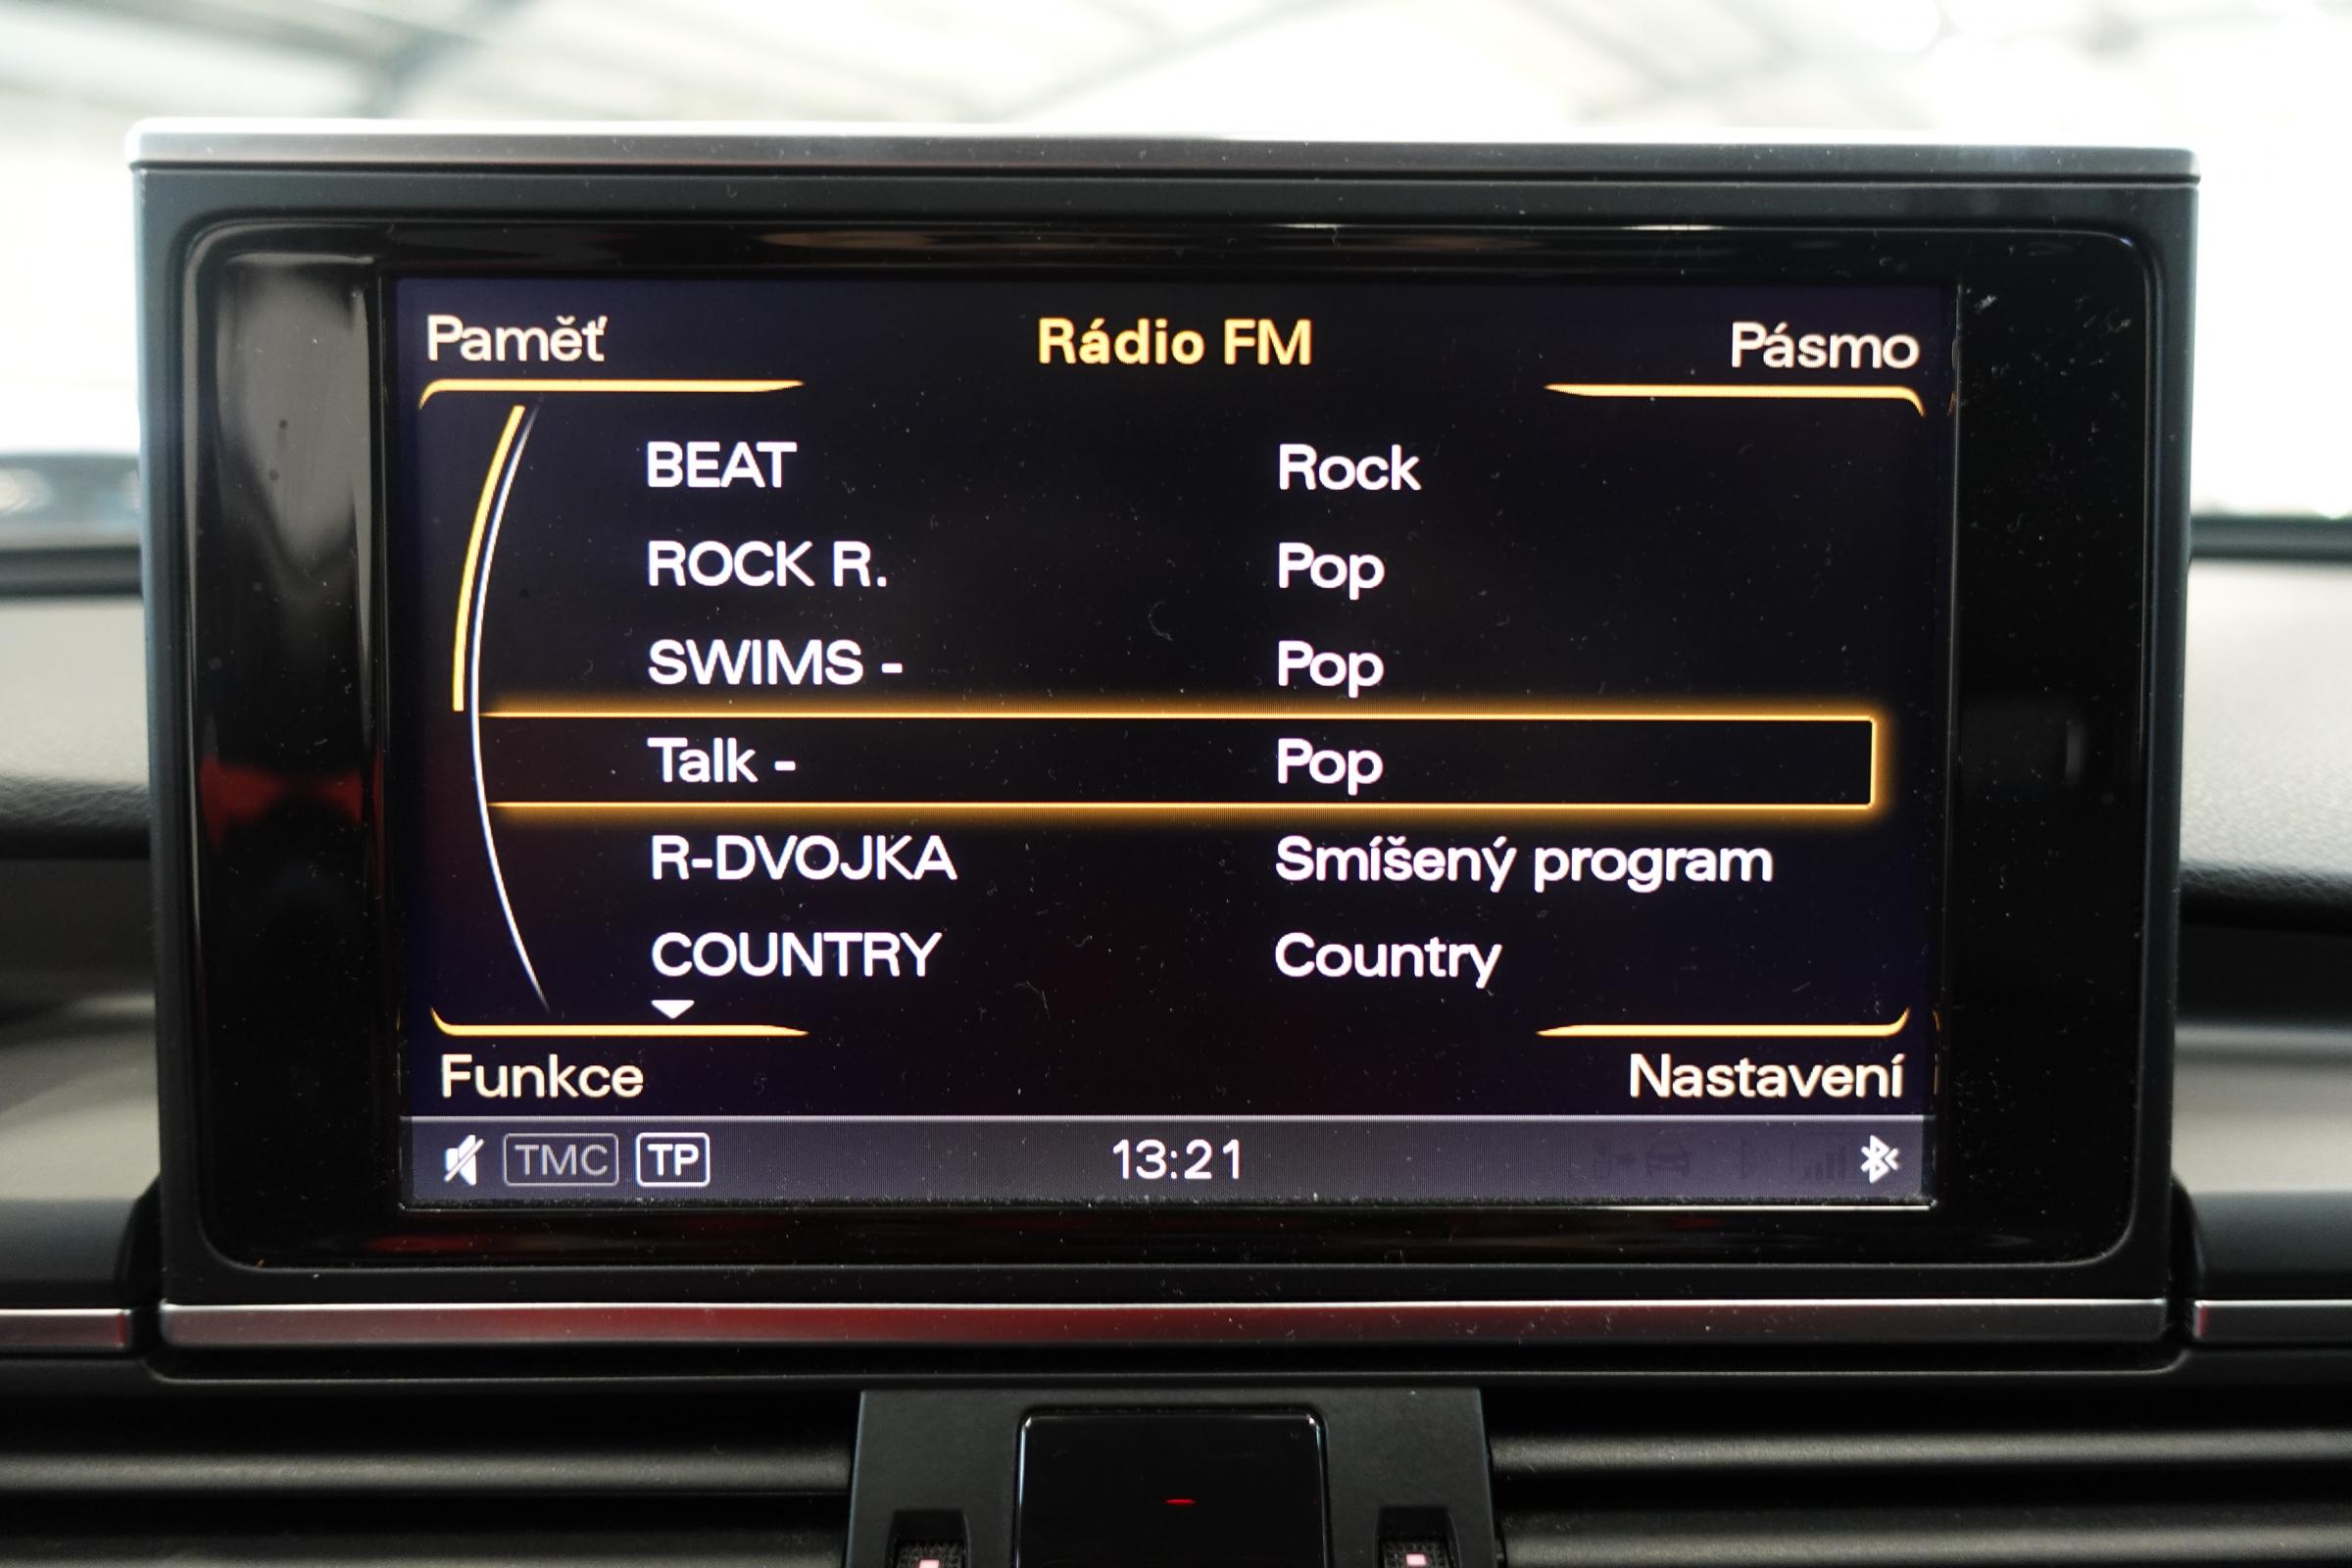 Paměť Rádio FM Pásmo
BEAT Rock
ROCK R. Pop
SWIMS - Pop
Talk - Pop
R-DVOJKA Smíšený program
COUNTRY Country
Funkce Nastavení
TMC TP 13:21